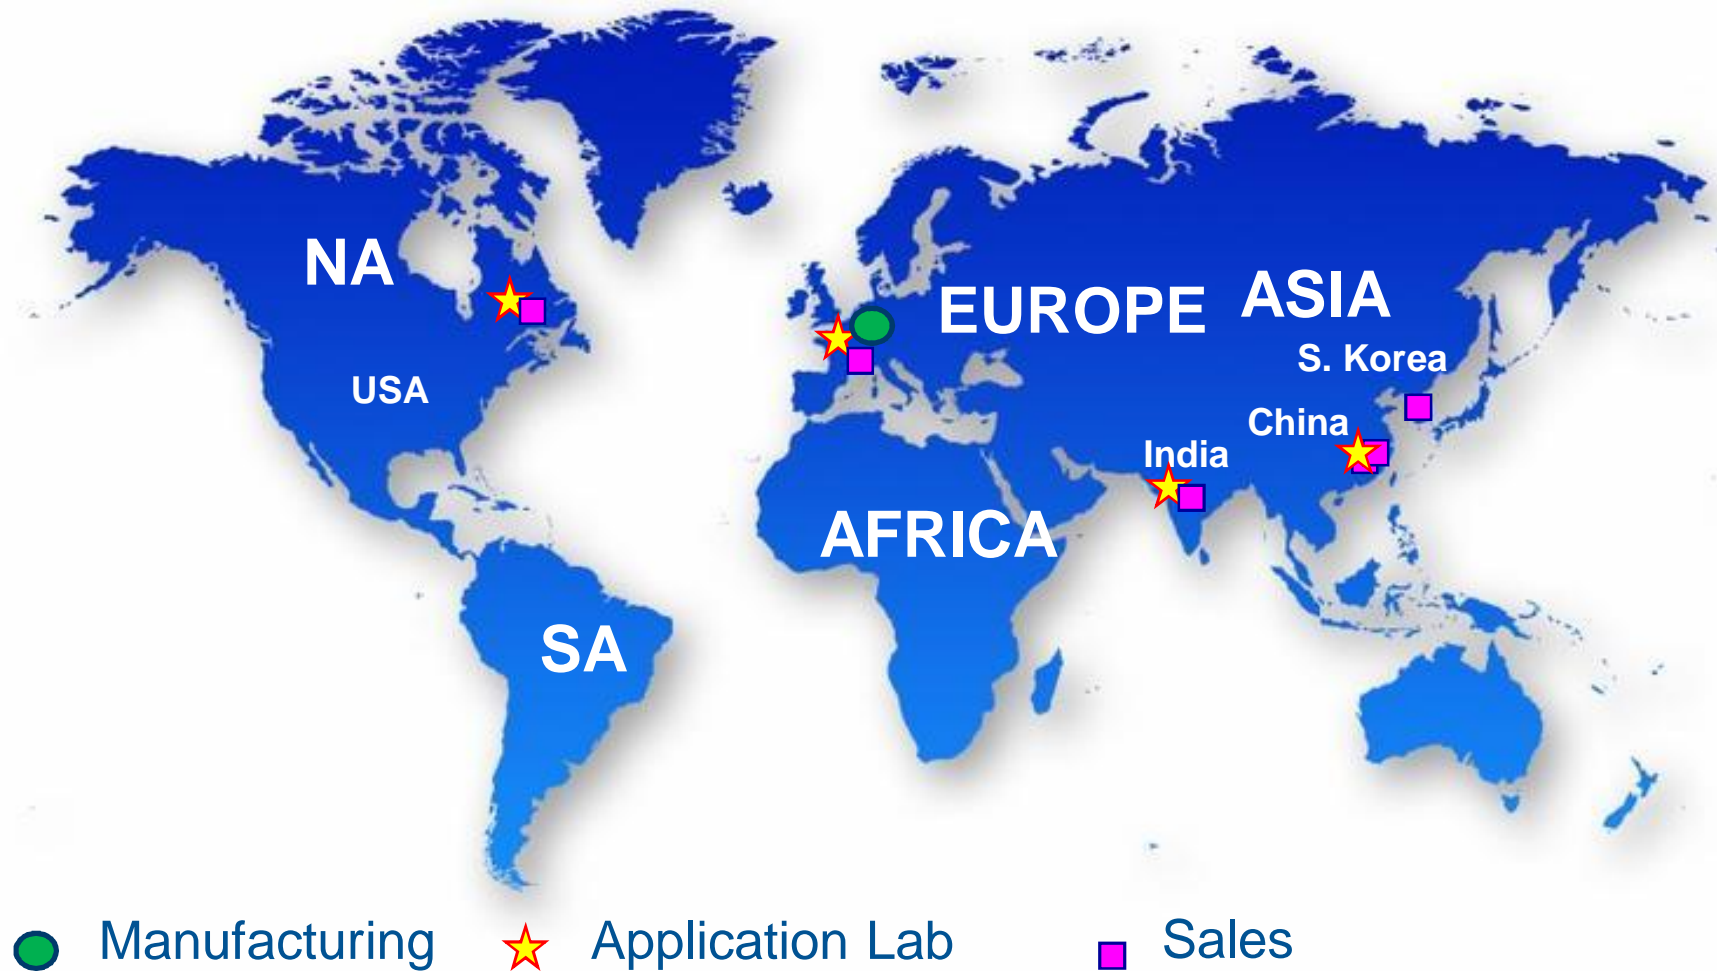 NA
EUROPE
ASIA
S. Korea
USA
China
India
AFRICA
SA
Manufacturing
Application Lab
Sales